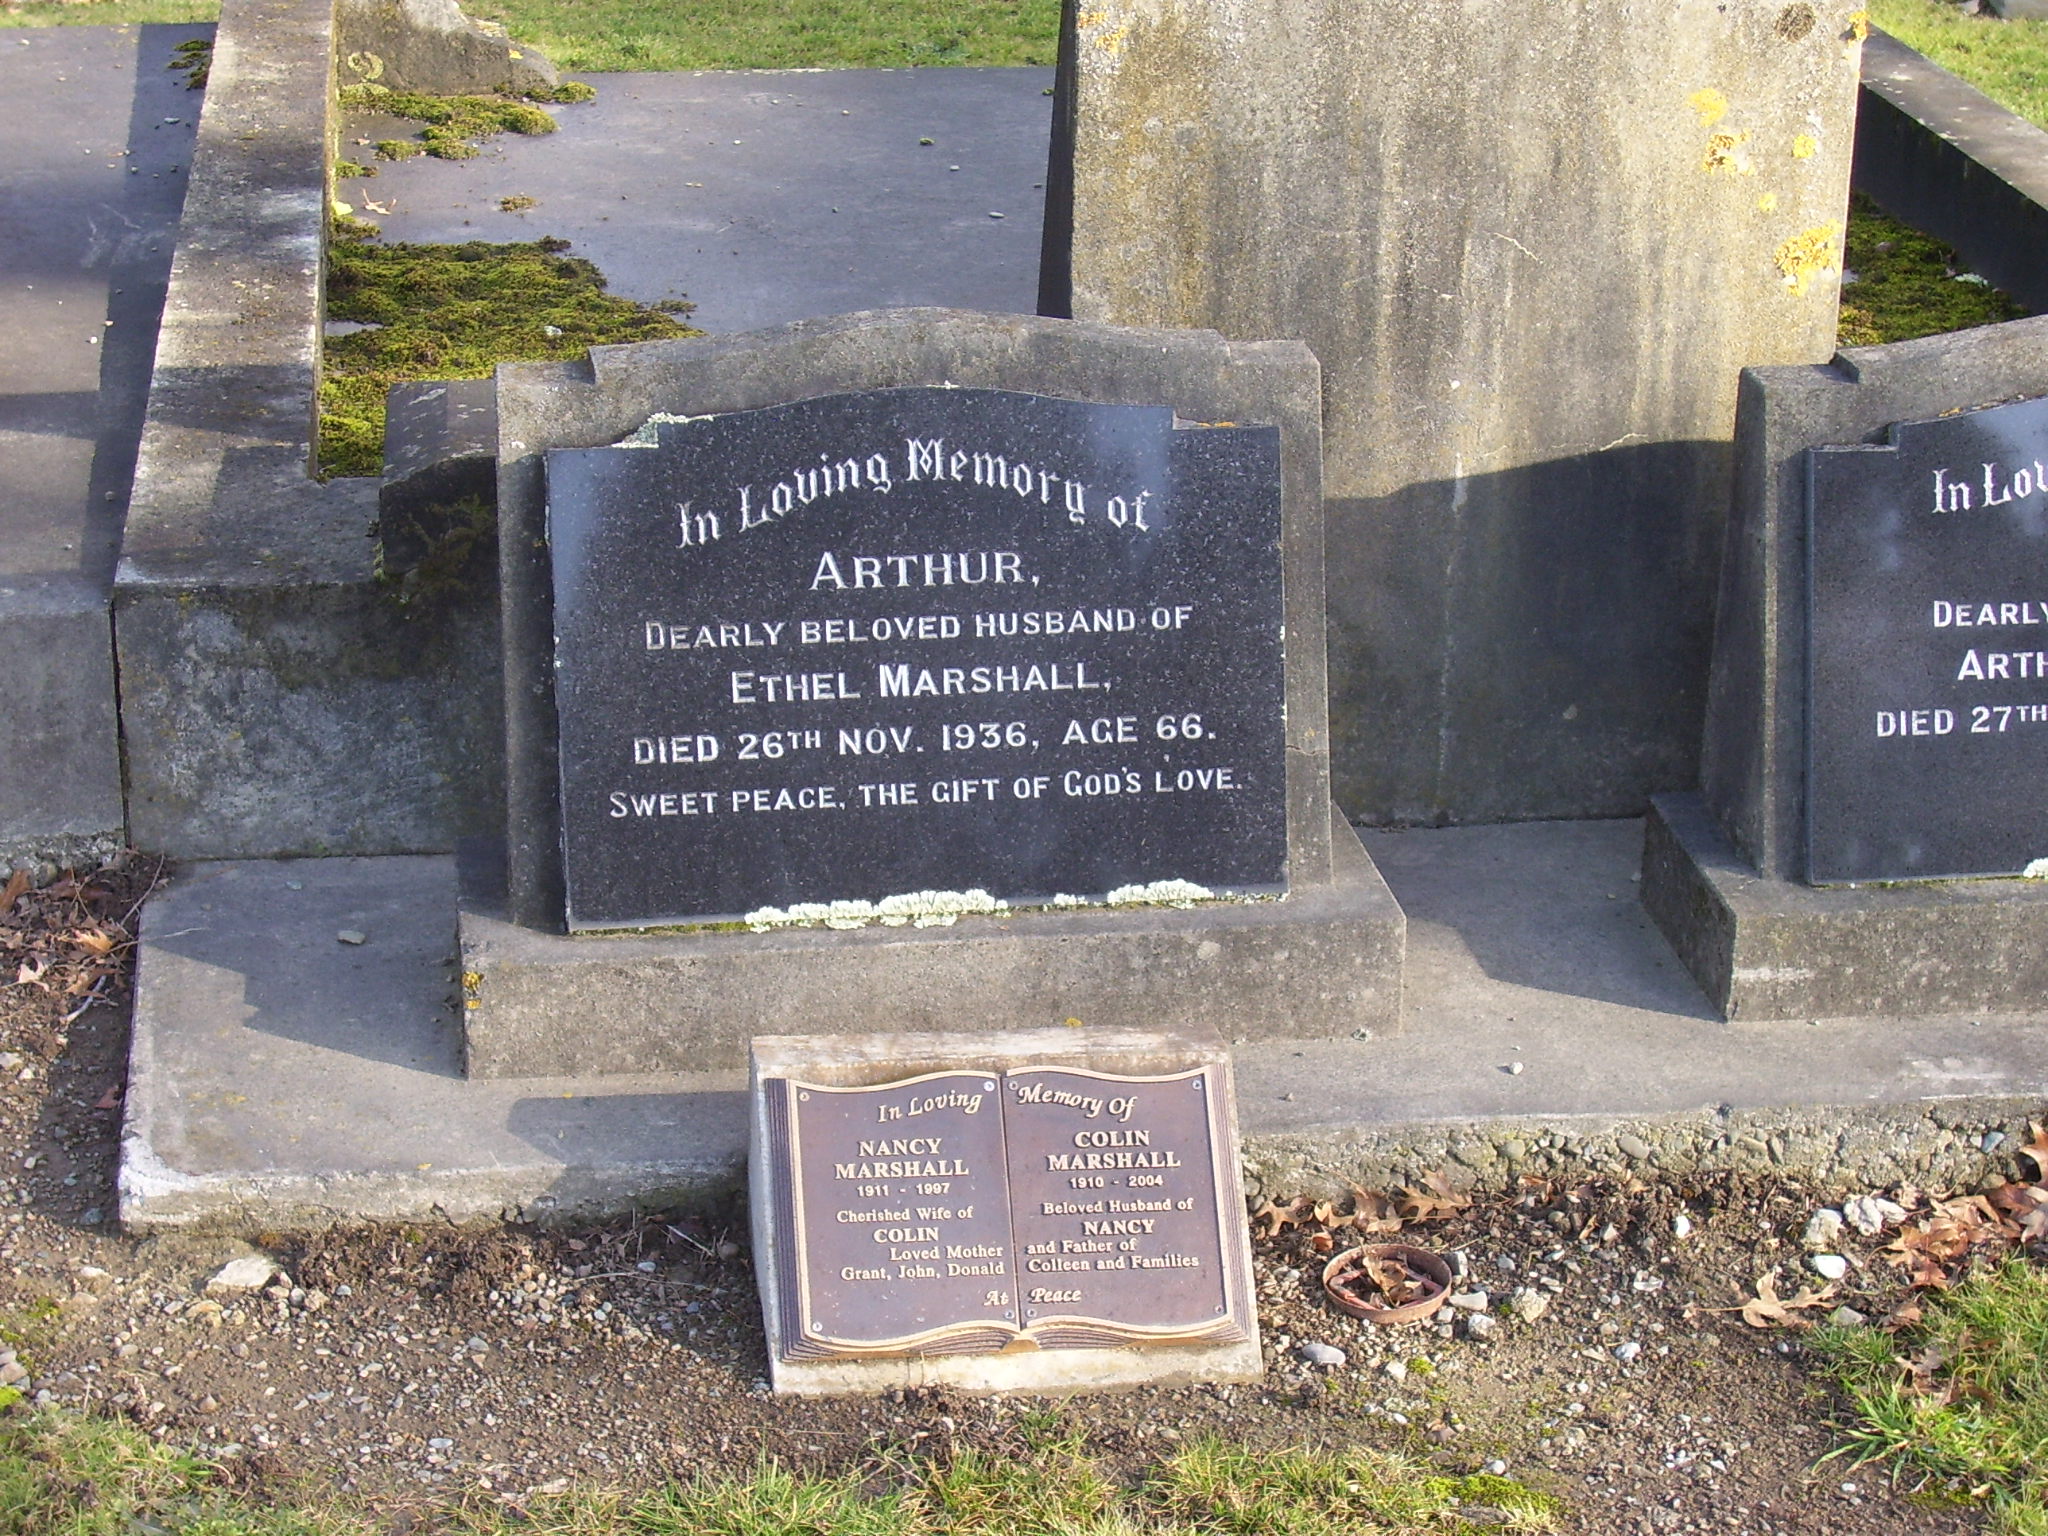 In Loving Memory of
ARTHUR,
DEARLY BELOVED HUSBAND OF
ETHEL MARSHALL,
DIED 26TH NOV. 1936, AGE 66.
SWEET PEACE, THE GIFT OF GOD'S LOVE.
In Loving
NANCY
MARSHALL
1911 - 1997
Cherished Wife of
COLIN
Loved Mother
Grant, John, Donald
At
Memory Of
COLIN
MARSHALL
1910 - 2004
Beloved Husband of
NANCY
and Father of
Colleen and Families
Peace
In
DEARLY
DIED 27TH